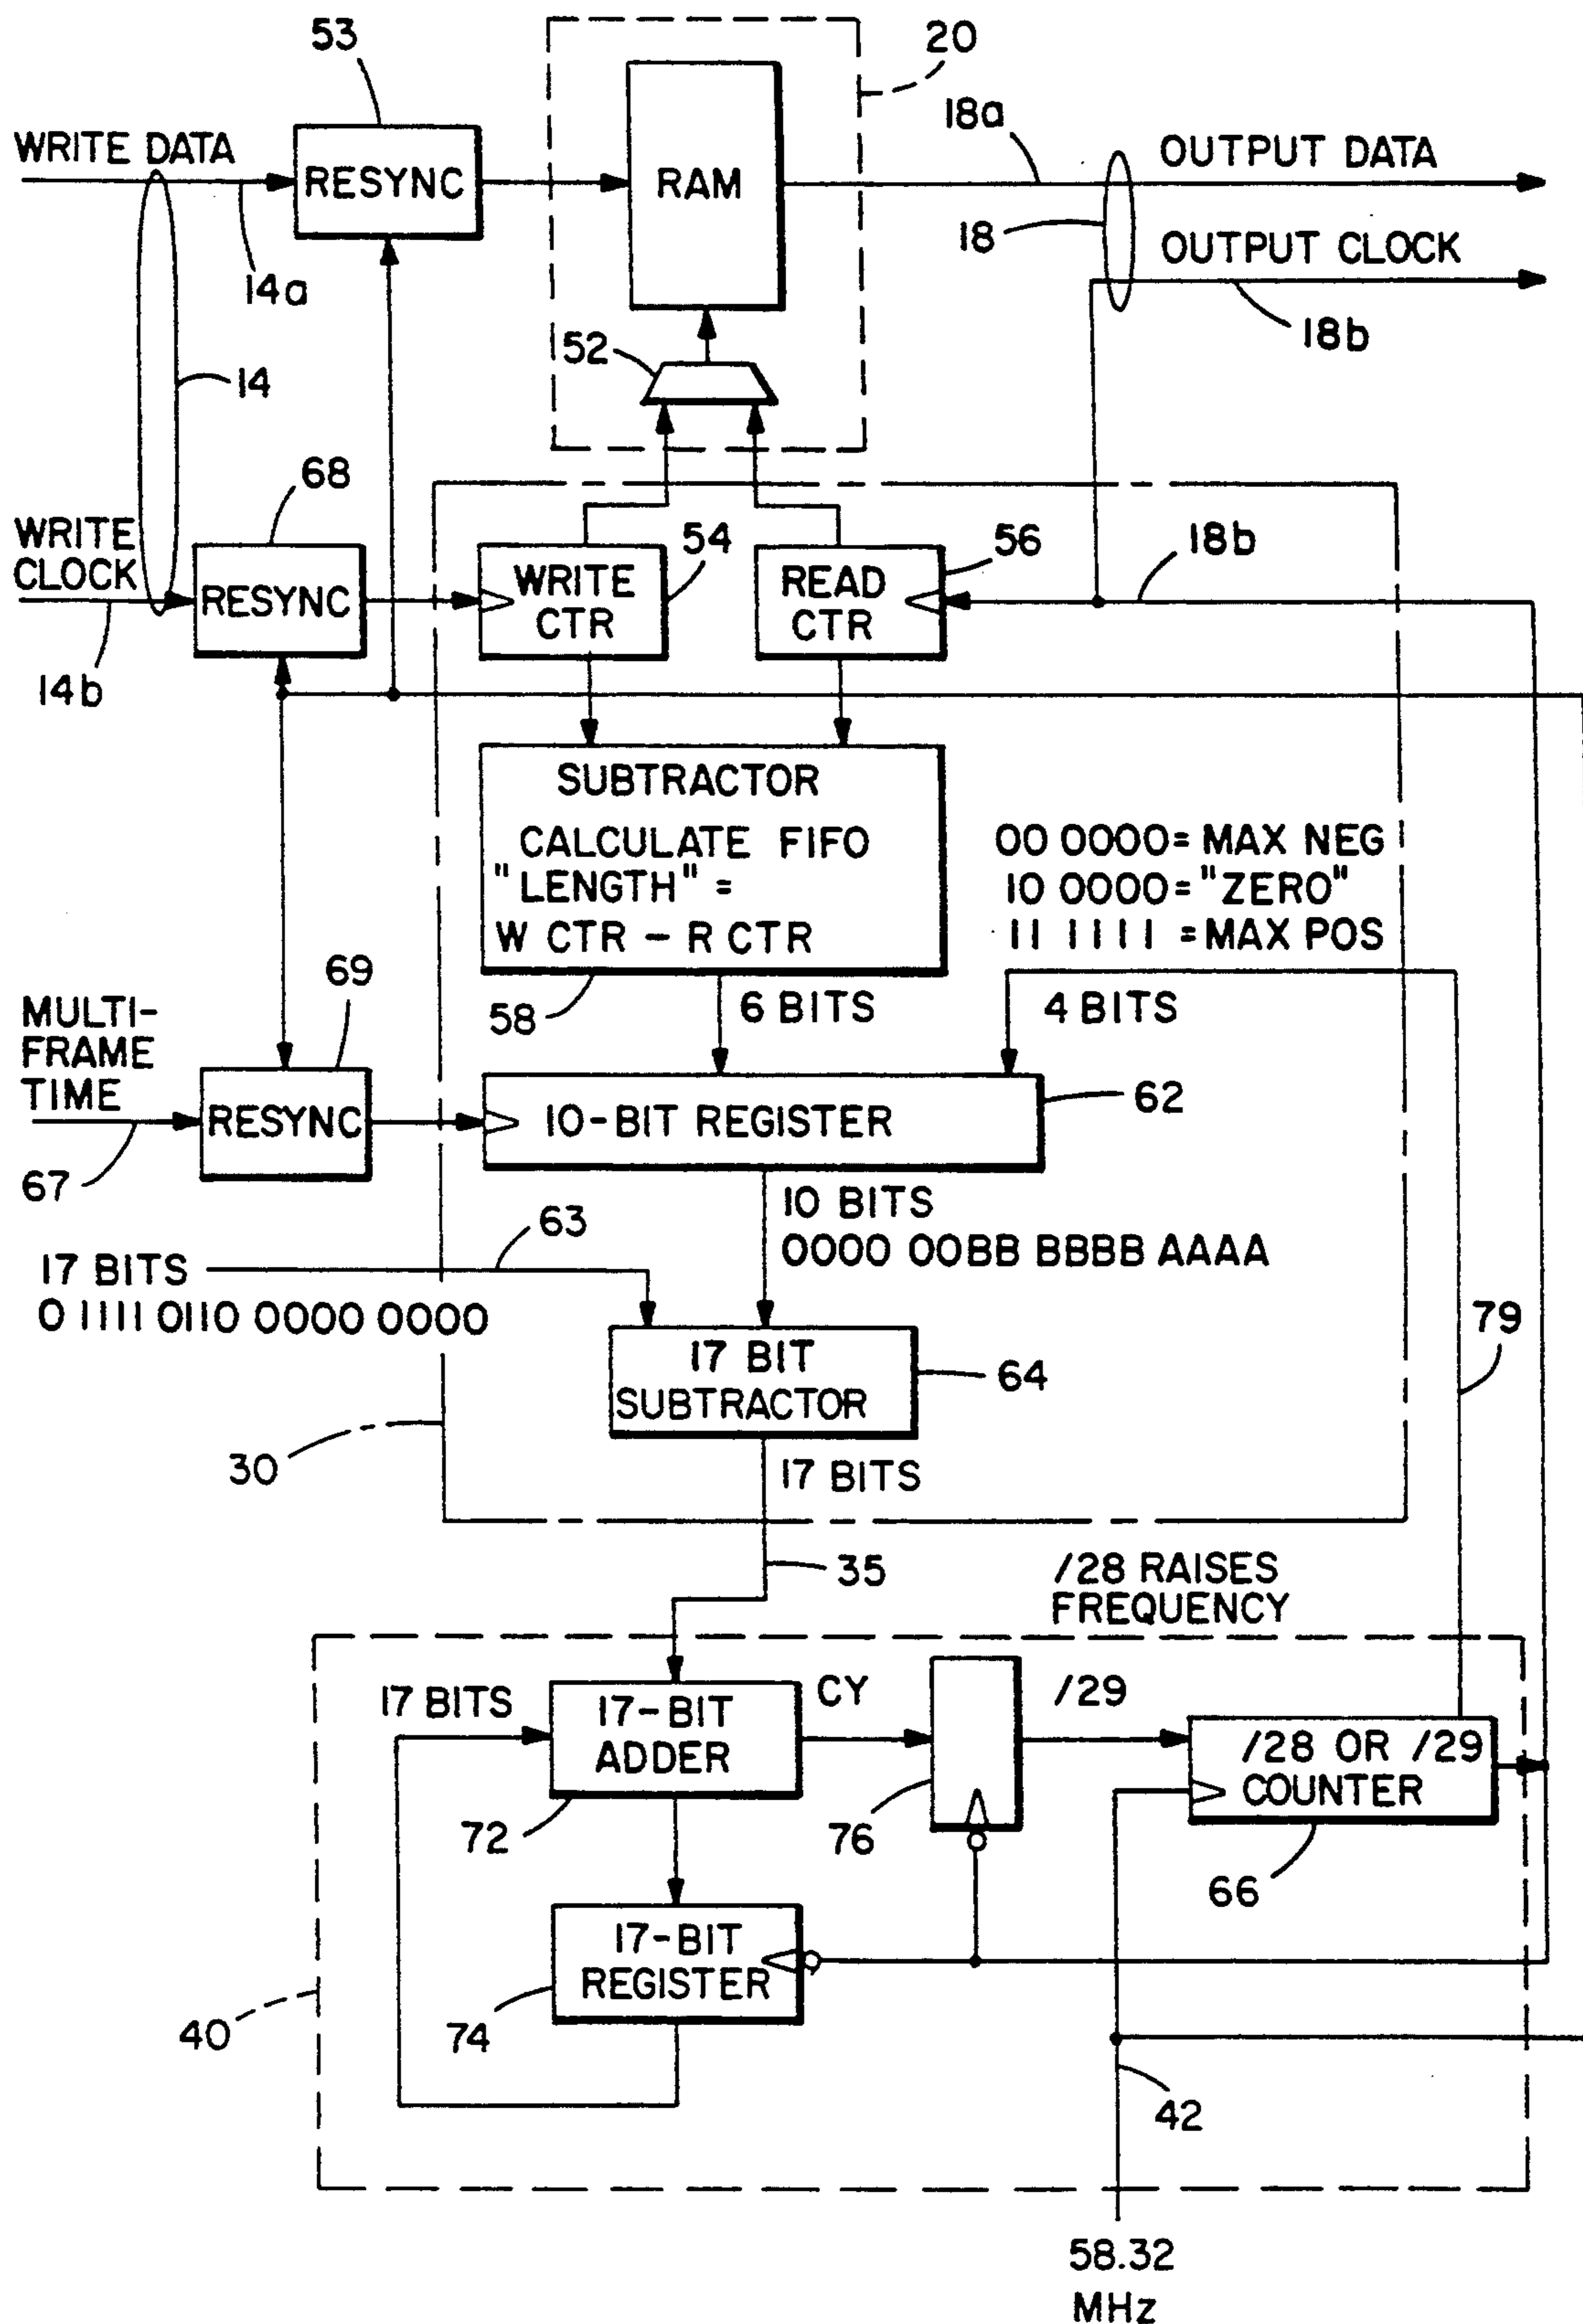 53
20
18a
WRITE DATA
RESYNC
RAM
OUTPUT DATA
14a
18
OUTPUT CLOCK
18b
52
14
68
WRITE
CLOCK
RESYNC
54
WRITE
CTR
READ
CTR
56
18b
14b
SUBTRACTOR
CALCULATE FIFO
"LENGTH" =
W CTR - R CTR
00 0000= MAX NEG
10 0000= "ZERO"
11 1111 = MAX POS
69
58
6 BITS
4 BITS
MULTI-
FRAME
TIME
RESYNC
10-BIT REGISTER
62
67
63
10 BITS
0000 00BB BBBB AAAA
17 BITS
0 1111 0110 0000 0000
79
17 BIT
SUBTRACTOR
64
30
17 BITS
35
/28 RAISES
FREQUENCY
17 BITS
17-BIT
ADDER
CY
/29
/28 OR /29
COUNTER
72
76
66
17-BIT
REGISTER
74
40
42
58.32
MHz